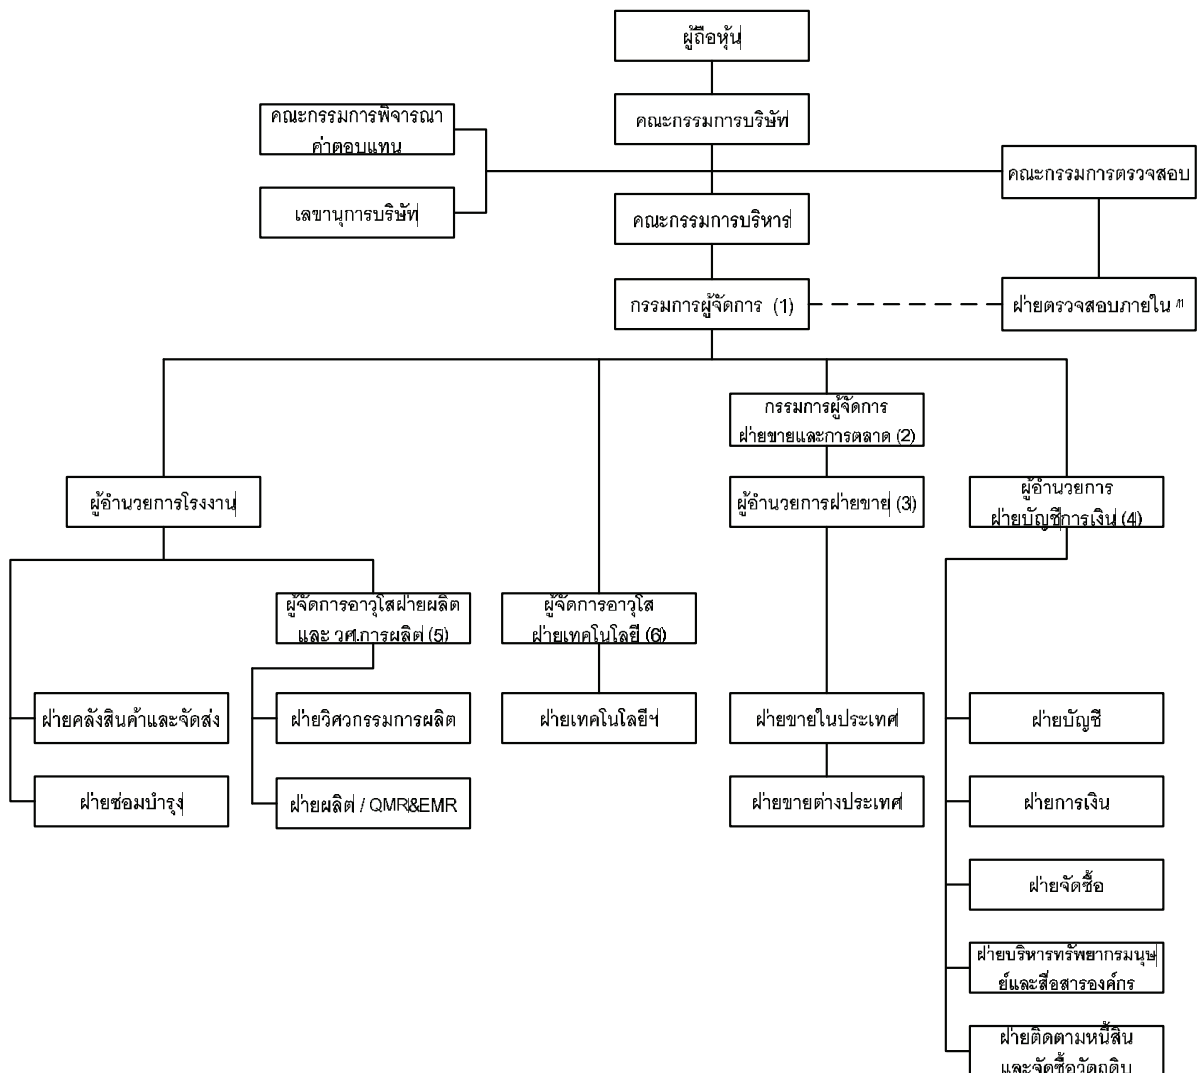 ผู้ถือหุ้น
คณะกรรมการบริษัท
คณะกรรมการพิจารณา
ค่าตอบแทน
คณะกรรมการตรวจสอบ
เลขานุการบริษัท
คณะกรรมการบริหาร
กรรมการผู้จัดการ (1)
ฝ่ายตรวจสอบภายใน /1
กรรมการผู้จัดการ
ฝ่ายขายและการตลาด (2)
ผู้อำนวยการโรงงาน
ผู้อำนวยการฝ่ายขาย (3)
ผู้อำนวยการ
ฝ่ายบัญชีการเงิน (4)
ผู้จัดการอาวุโสฝ่ายผลิต
และ วศ.การผลิต (5)
ผู้จัดการอาวุโส
ฝ่ายเทคโนโลยี (6)
ฝ่ายคลังสินค้าและจัดส่ง
ฝ่ายวิศวกรรมการผลิต
ฝ่ายเทคโนโลยีฯ
ฝ่ายขายในประเทศ
ฝ่ายบัญชี
ฝ่ายซ่อมบำรุง
ฝ่ายผลิต / QMR&EMR
ฝ่ายขายต่างประเทศ
ฝ่ายการเงิน
ฝ่ายจัดซื้อ
ฝ่ายบริหารทรัพยากรมนุษ
ย์และสื่อสารองค์กร
ฝ่ายติดตามหนี้สิน
และจัดซื้อวัตถุดิบ